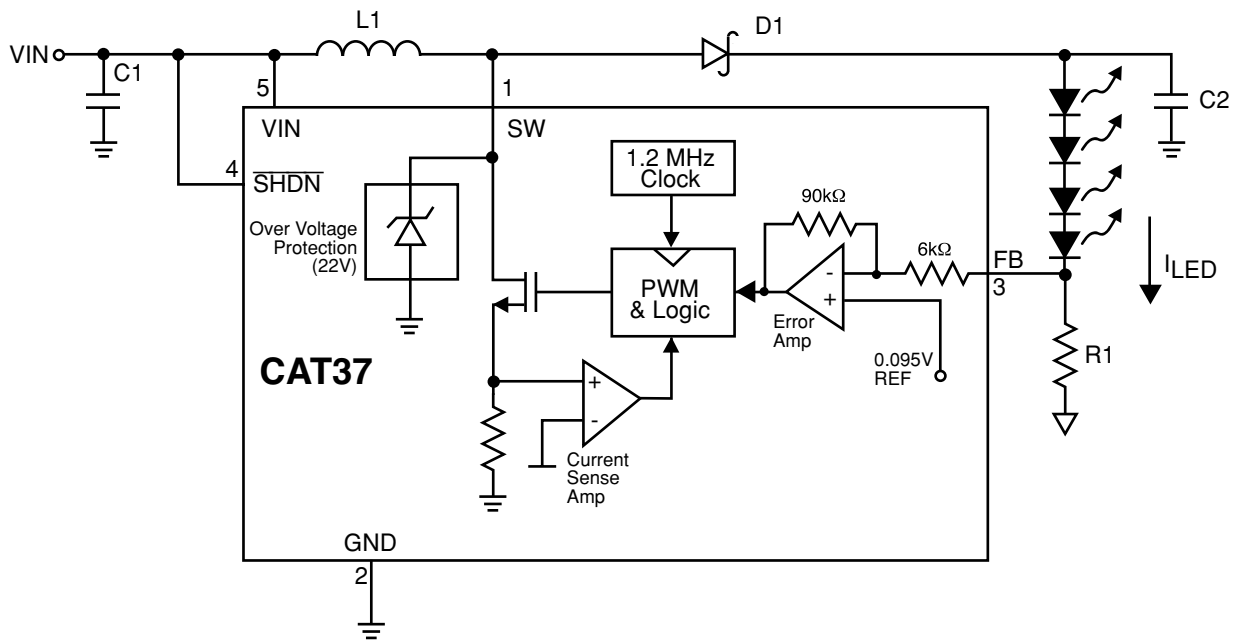 L1
D1
VIN
C1
5
1
C2
VIN
SW
4
SHDN
1.2 MHz
Clock
90kΩ
Over Voltage
Protection
(22V)
6kΩ
FB
3
ILED
PWM
& Logic
-
+
Error
Amp
CAT37
0.095V
REF
R1
+
-
Current
Sense
Amp
GND
2